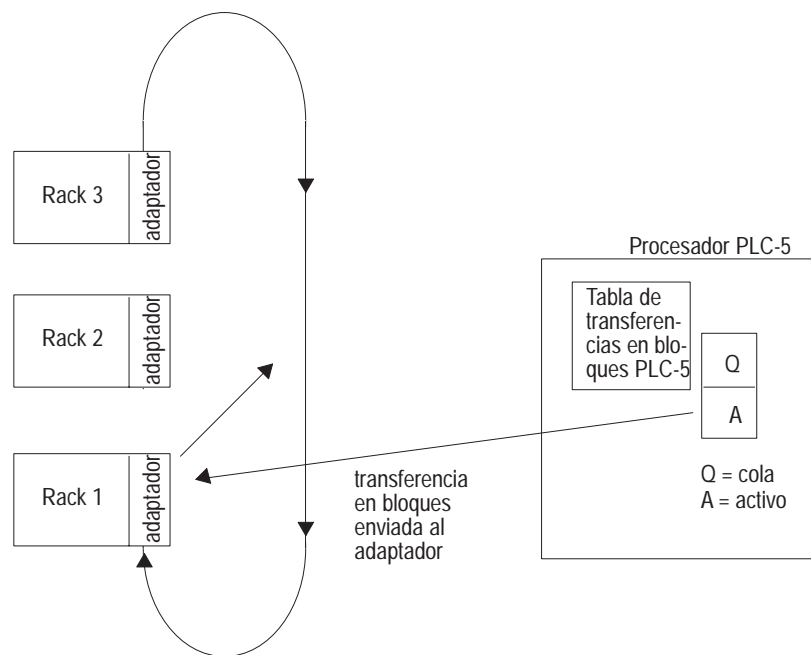 Rack 3
adaptador
Rack 2
adaptador
Rack 1
adaptador
transferencia
en bloques
enviada al
adaptador
Procesador PLC-5
Tabla de
transferen-
cias en blo-
ques PLC-5
Q
A
Q = cola
A = activo